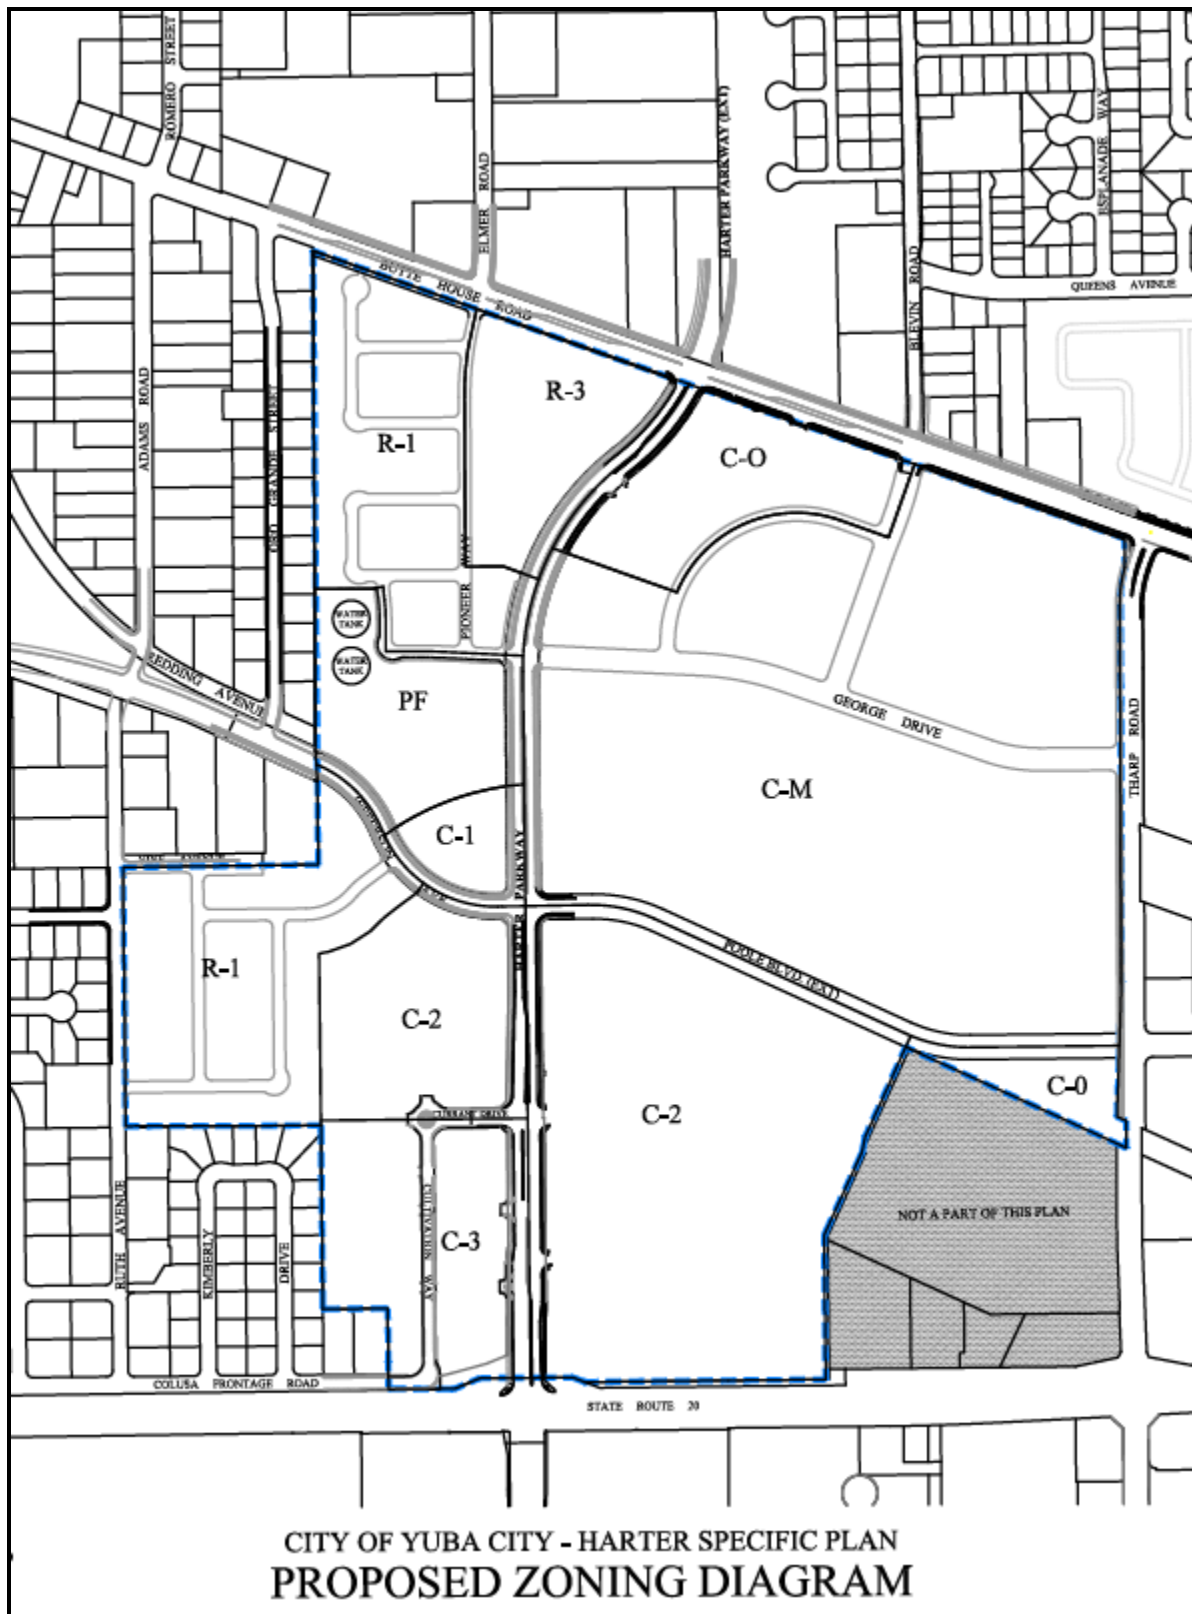 ROMERO STREET
ELMER ROAD
HARTER PARKWAY (EXT)
ESPLANADE WAY
BLEVIN ROAD
QUEENS AVENUE
BUTTE HOUSE ROAD
ADAMS ROAD
ORO GRANDE STREET
R-3
R-1
C-O
PIONEER WAY
WATER TANK
WATER TANK
REDDING AVENUE
PF
GEORGE DRIVE
THARP ROAD
C-M
C-1
HARTER PARKWAY
AVE
POOLE BLVD. (EXT)
R-1
C-2
C-0
CURRANT DRIVE
C-2
CULTIVATION WAY
C-3
NOT A PART OF THIS PLAN
RUTH AVENUE
KIMBERLY DRIVE
COLUSA FRONTAGE ROAD
STATE ROUTE 20
CITY OF YUBA CITY - HARTER SPECIFIC PLAN
PROPOSED ZONING DIAGRAM